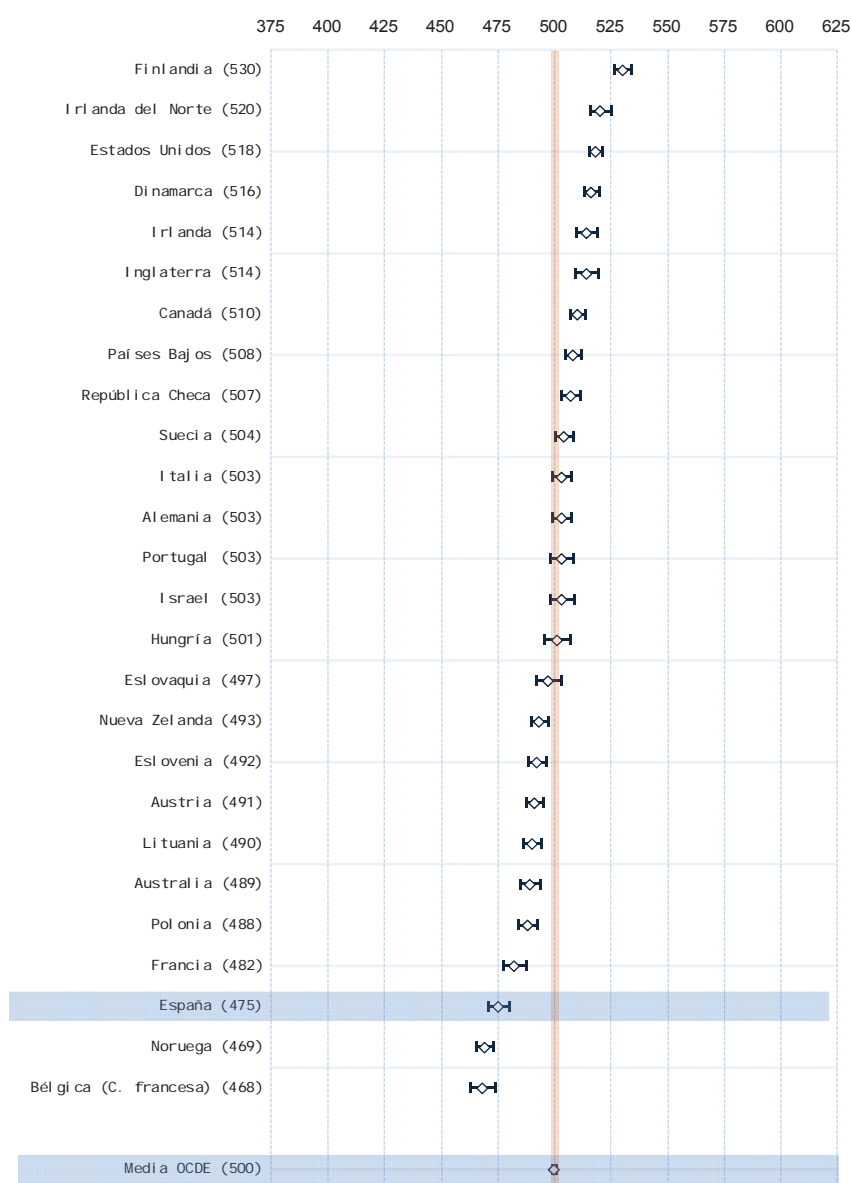 375 400 425 450 475 500 525 550 575 600 625
Finlandia (530)
Irlanda del Norte (520)
Estados Unidos (518)
Dinamarca (516)
Irlanda (514)
Inglaterra (514)
Canadá (510)
Países Bajos (508)
República Checa (507)
Suecia (504)
Italia (503)
Alemania (503)
Portugal (503)
Israel (503)
Hungría (501)
Eslovaquia (497)
Nueva Zelanda (493)
Eslovenia (492)
Austria (491)
Lituania (490)
Australia (489)
Polonia (488)
Francia (482)
España (475)
Noruega (469)
Bélgica (C. francesa) (468)
Media OCDE (500)